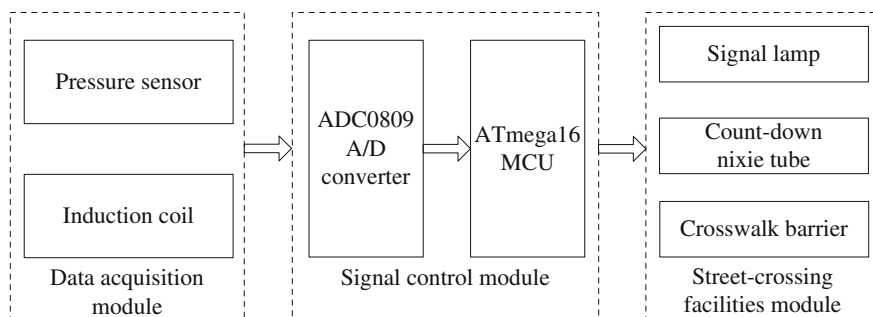 Pressure sensor
Induction coil
Data acquisition
module
ADC0809
A/D
converter
ATmega16
MCU
Signal control module
Signal lamp
Count-down
nixie tube
Crosswalk barrier
Street-crossing
facilities module